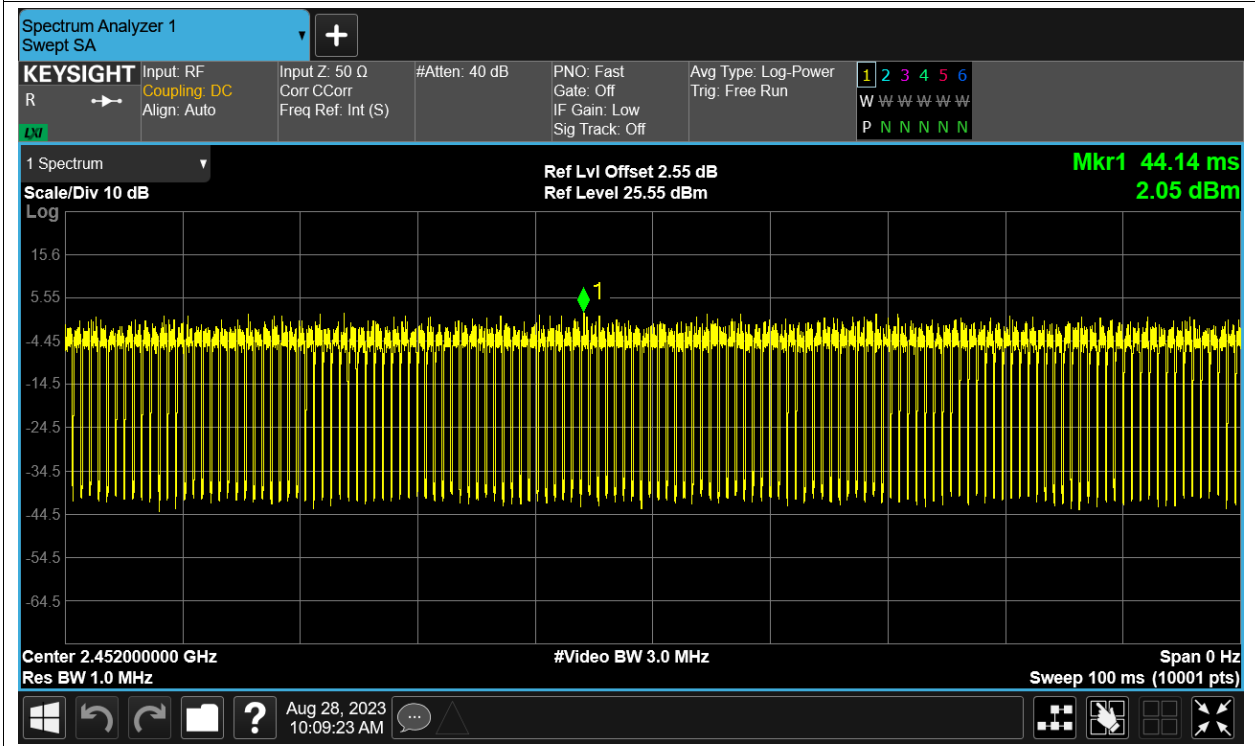 Spectrum Analyzer 1
Swept SA
+
KEYSIGHT
R
LXI
Input: RF
Coupling: DC
Align: Auto
Input Z: 50 Ω
Corr CCorr
Freq Ref: Int (S)
#Atten: 40 dB
PNO: Fast
Gate: Off
IF Gain: Low
Sig Track: Off
Avg Type: Log-Power
Trig: Free Run
1 2 3 4 5 6
W W W W W W
P N N N N N
1 Spectrum
Scale/Div 10 dB
Ref Lvl Offset 2.55 dB
Ref Level 25.55 dBm
Mkr1 44.14 ms
2.05 dBm
Log
15.6
5.55
-4.45
-14.5
-24.5
-34.5
-44.5
-54.5
-64.5
1
Center 2.452000000 GHz
Res BW 1.0 MHz
#Video BW 3.0 MHz
Span 0 Hz
Sweep 100 ms (10001 pts)
?
Aug 28, 2023
10:09:23 AM